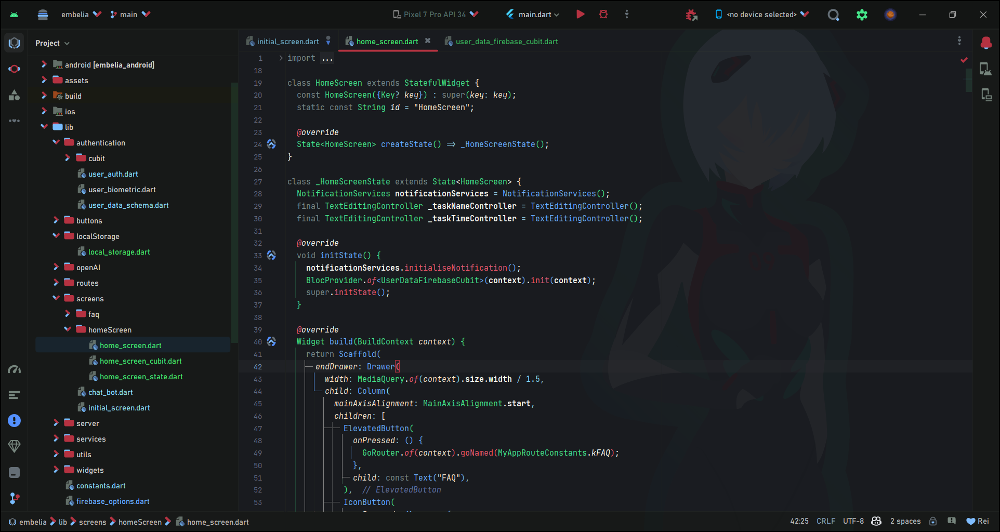 embelia main Pixel 7 Pro API 34 main.dart <no device selected>
Project
android [embelia_android]
assets
build
ios
lib
authentication
cubit
user_auth.dart
user_biometric.dart
user_data_schema.dart
buttons
localStorage
local_storage.dart
openAI
routes
screens
faq
homeScreen
home_screen.dart
home_screen_cubit.dart
home_screen_state.dart
chat_bot.dart
initial_screen.dart
server
services
utils
widgets
constants.dart
firebase_options.dart
initial_screen.dart home_screen.dart user_data_firebase_cubit.dart
1 import ...
18
19 class HomeScreen extends StatefulWidget {
20 const HomeScreen({Key? key}) : super(key: key);
21 static const String id = "HomeScreen";
22
23 @override
24 State<HomeScreen> createState() => _HomeScreenState();
25 }
26
27 class _HomeScreenState extends State<HomeScreen> {
28 NotificationServices notificationServices = NotificationServices();
29 final TextEditingController _taskNameController = TextEditingController();
30 final TextEditingController _taskTimeController = TextEditingController();
31
32 @override
33 void initState() {
34 notificationServices.initialiseNotification();
35 BlocProvider.of<UserDataFirebaseCubit>(context).init(context);
36 super.initState();
37 }
38
39 @override
40 Widget build(BuildContext context) {
41 return Scaffold(
42 endDrawer: Drawer(
43 width: MediaQuery.of(context).size.width / 1.5,
44 child: Column(
45 mainAxisAlignment: MainAxisAlignment.start,
46 children: [
47 ElevatedButton(
48 onPressed: () {
49 GoRouter.of(context).goNamed(MyAppRouteConstants.kFAQ);
50 },
51 child: const Text("FAQ"),
52 ), // ElevatedButton
53 IconButton(
embelia lib screens homeScreen home_screen.dart
42:25 CRLF UTF-8 2 spaces Rei